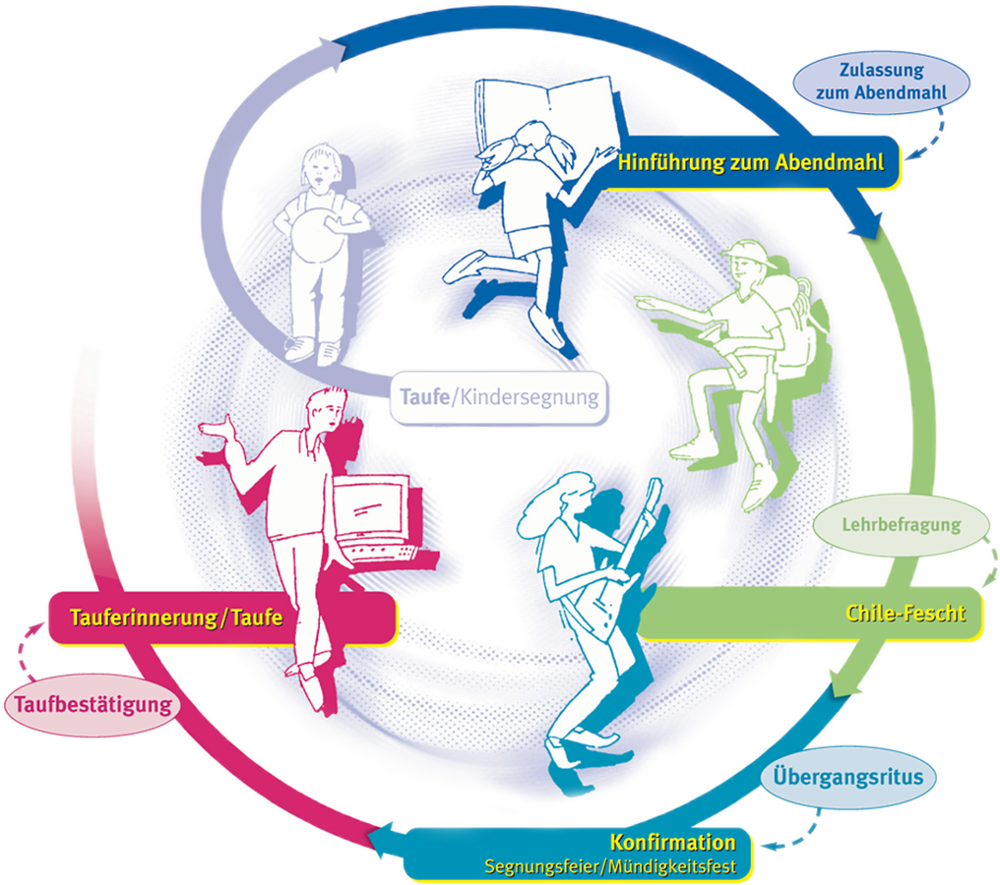 Zulassung
zum Abendmahl
Hinführung zum Abendmahl
Taufe/Kindersegnung
Lehrbefragung
Chile-Fescht
Tauferinnerung/Taufe
Taufbestätigung
Übergangsritus
Konfirmation
Segnungsfeier/Mündigkeitsfest